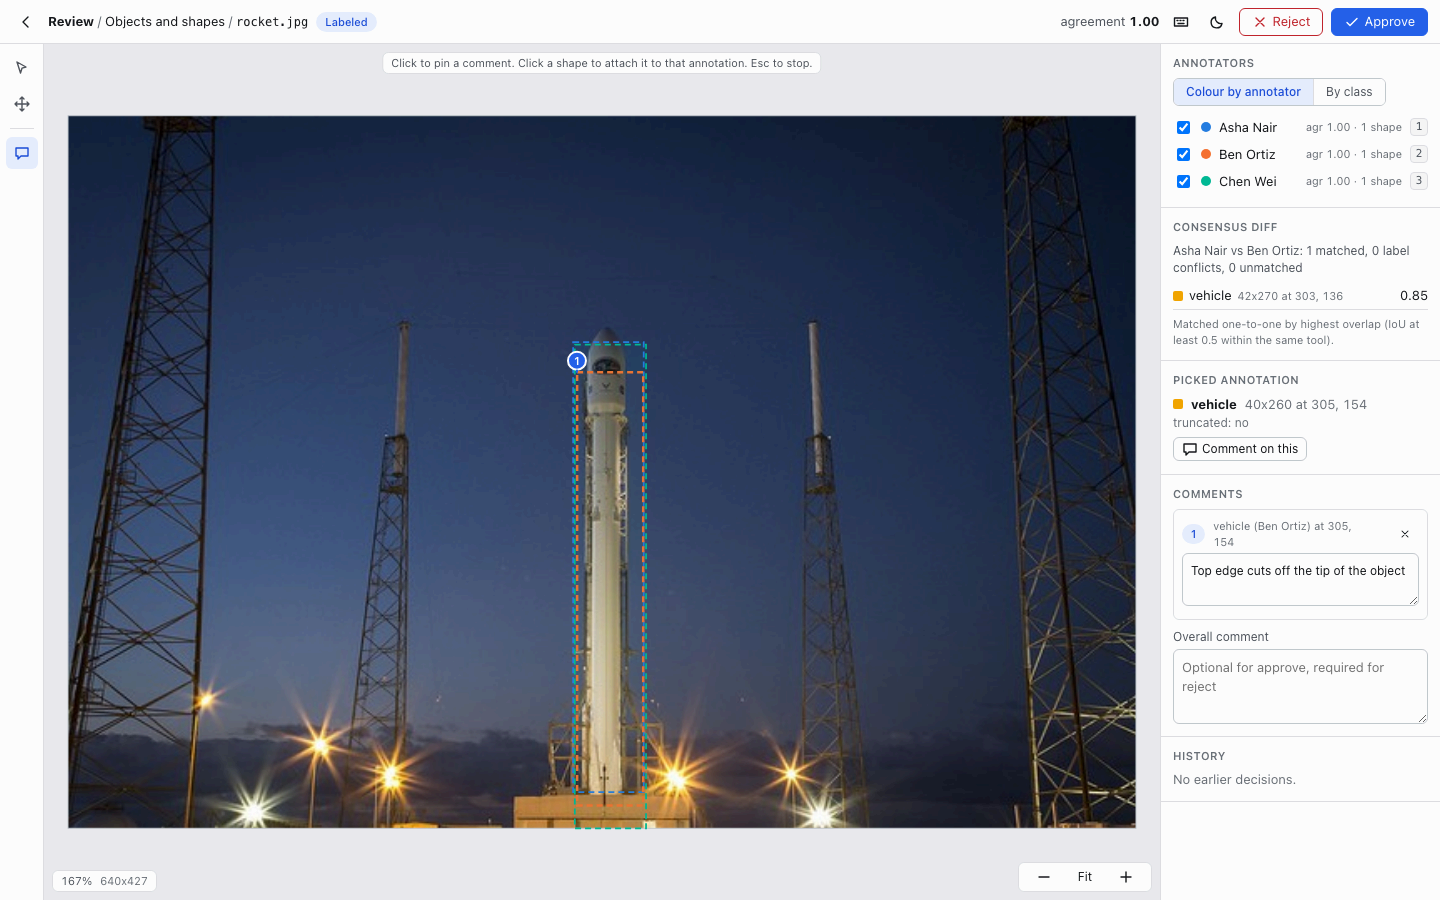 Review / Objects and shapes / rocket.jpg Labeled
agreement 1.00 Reject Approve
Click to pin a comment. Click a shape to attach it to that annotation. Esc to stop.
1
167% 640x427
Fit
ANNOTATORS
Colour by annotator By class
Asha Nair agr 1.00 · 1 shape 1
Ben Ortiz agr 1.00 · 1 shape 2
Chen Wei agr 1.00 · 1 shape 3
CONSENSUS DIFF
Asha Nair vs Ben Ortiz: 1 matched, 0 label
conflicts, 0 unmatched
vehicle 42x270 at 303, 136 0.85
Matched one-to-one by highest overlap (IoU at
least 0.5 within the same tool).
PICKED ANNOTATION
vehicle 40x260 at 305, 154
truncated: no
Comment on this
COMMENTS
1 vehicle (Ben Ortiz) at 305,
154
Top edge cuts off the tip of the object
Overall comment
Optional for approve, required for
reject
HISTORY
No earlier decisions.